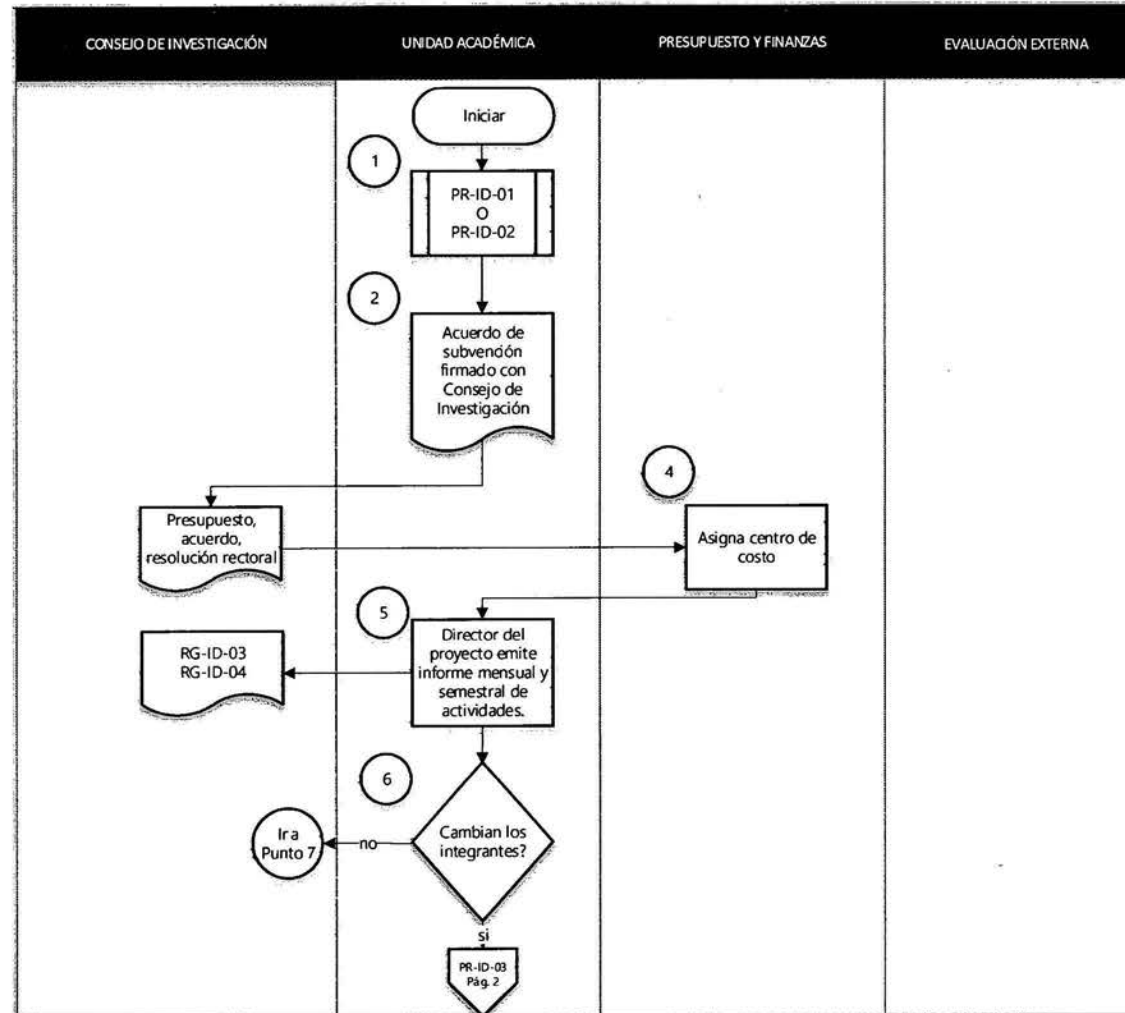 CONSEJO DE INVESTIGACIÓN
UNIDAD ACADÉMICA
PRESUPUESTO Y FINANZAS
EVALUACIÓN EXTERNA
Iniciar
1
PR-ID-01
O
PR-ID-02
2
Acuerdo de
subvención
firmado con
Consejo de
Investigación
Presupuesto,
acuerdo,
resolución rectoral
4
Asigna centro de
costo
5
Director del
proyecto emite
informe mensual y
semestral de
actividades.
RG-ID-03
RG-ID-04
6
Cambian los
integrantes?
no
Ir a
Punto 7
si
PR-ID-03
Pág. 2